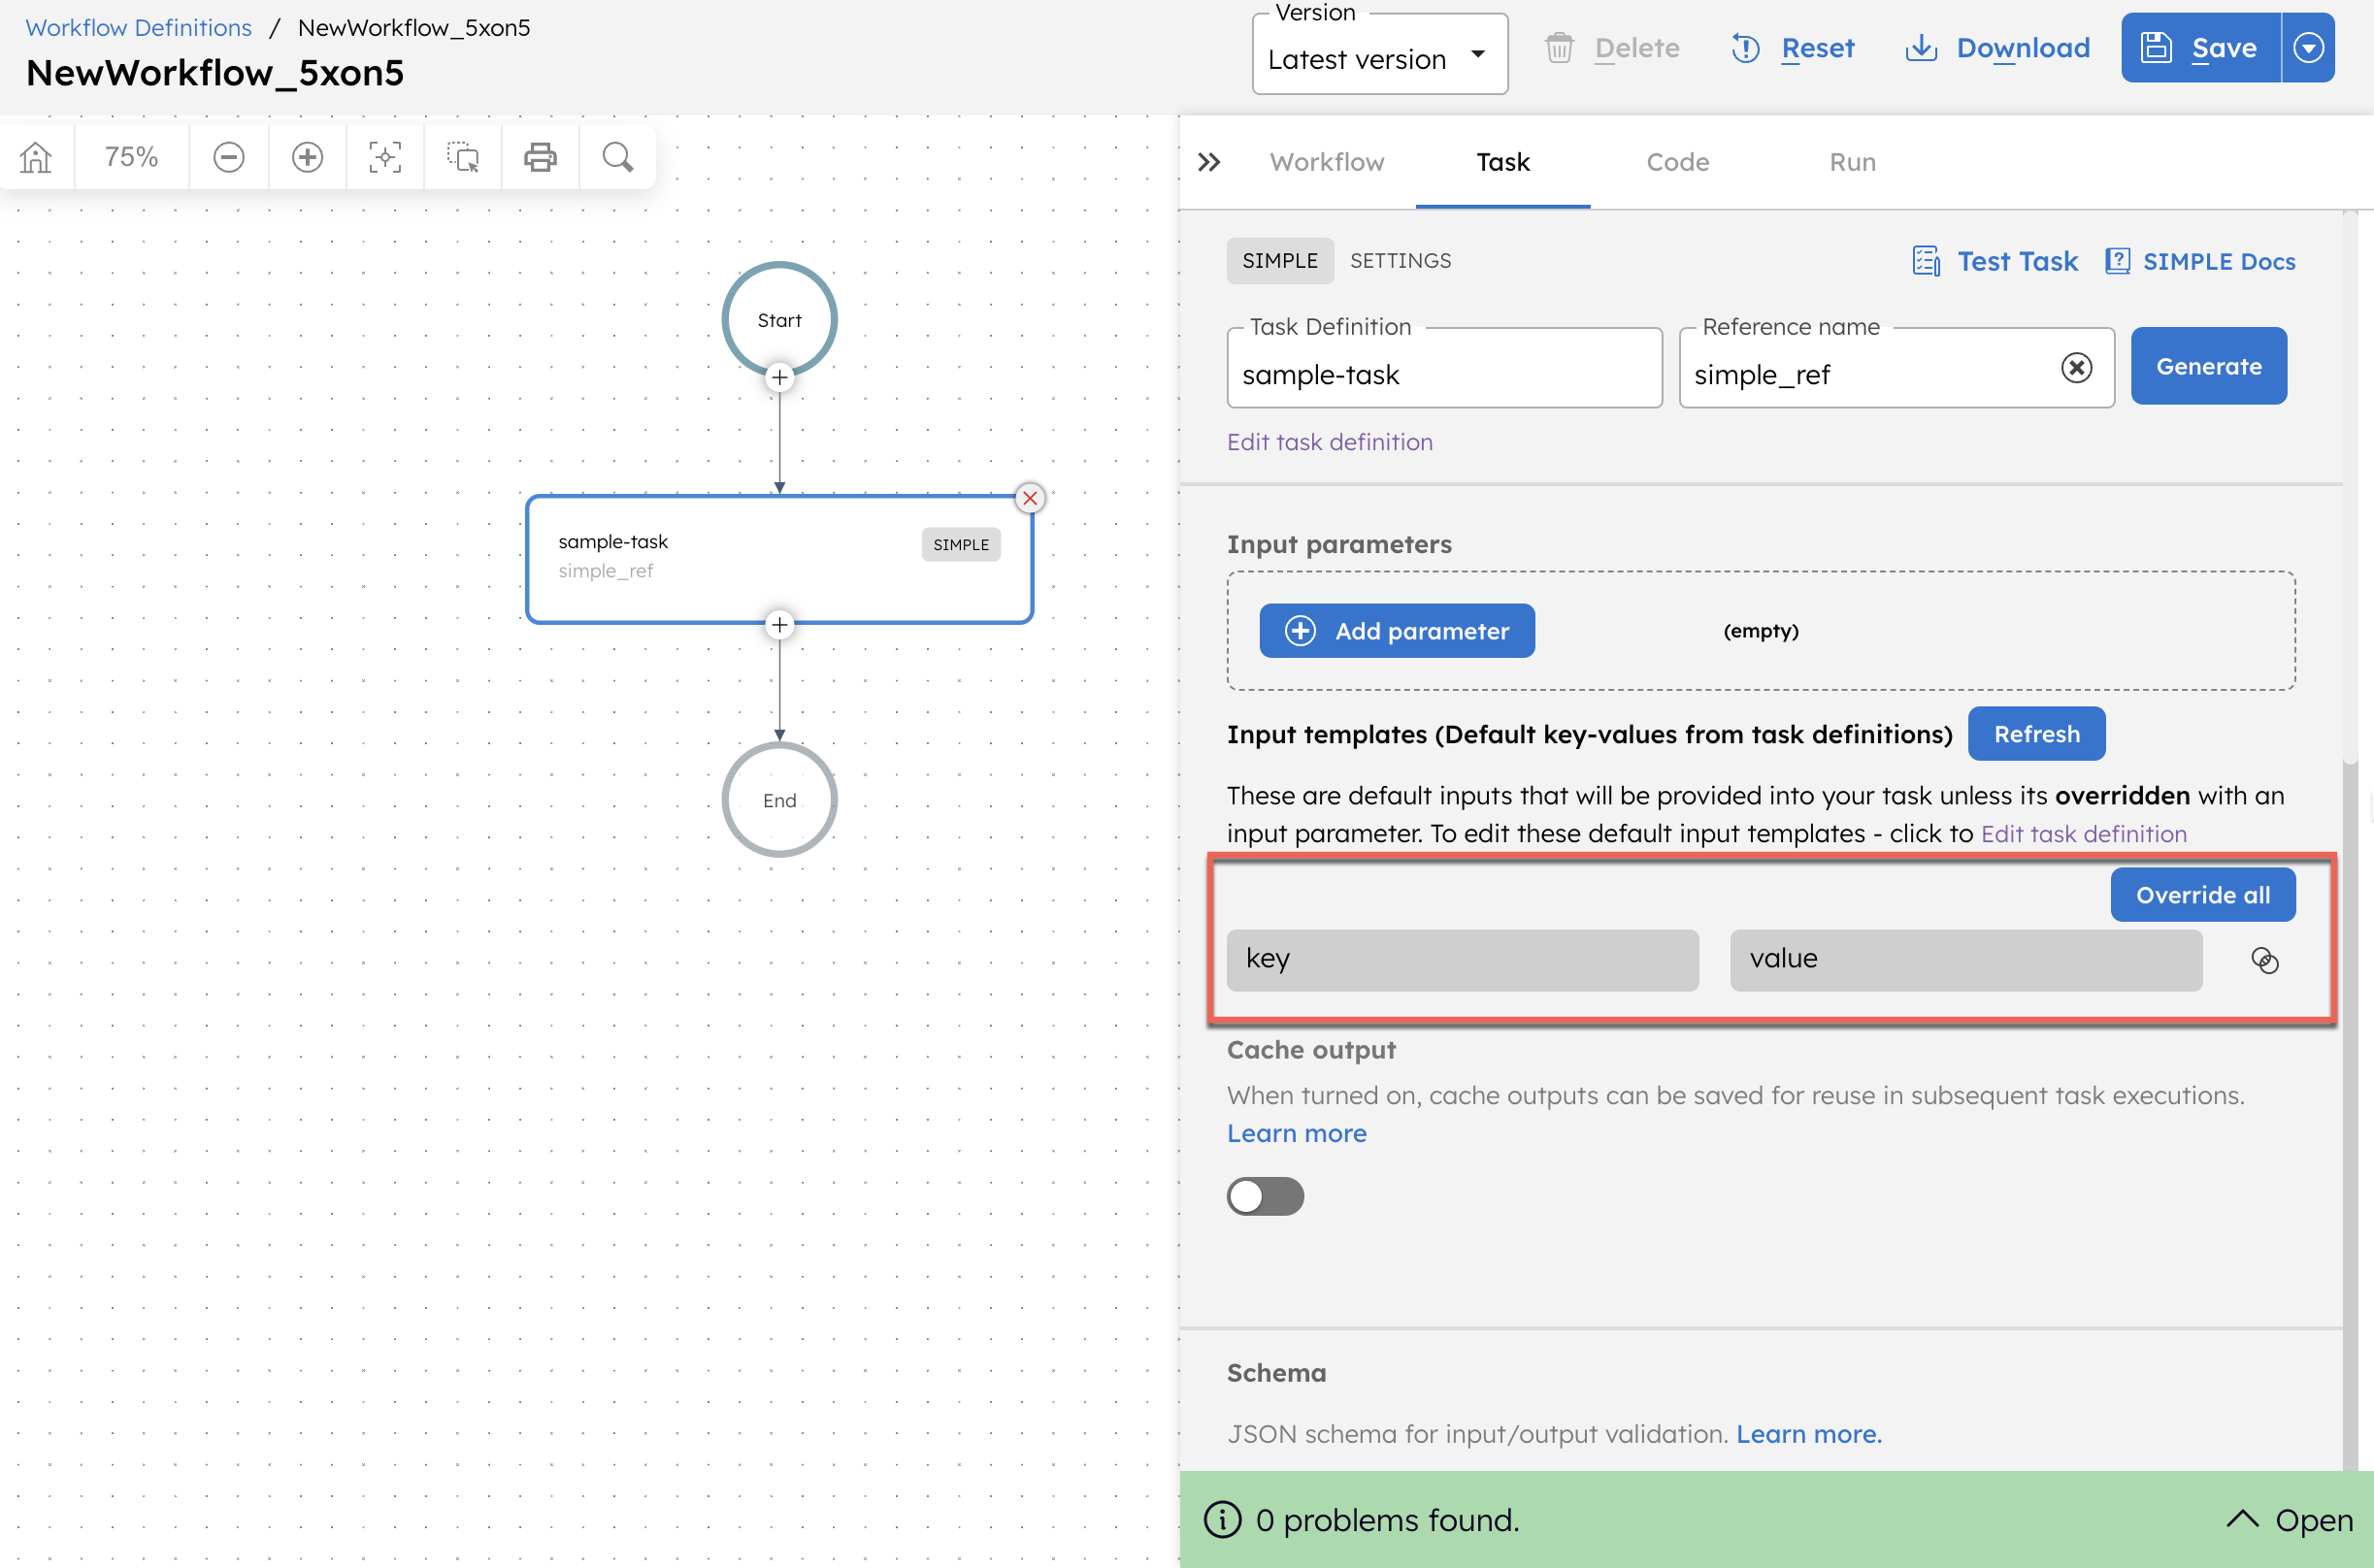 Workflow Definitions / NewWorkflow_5xon5
NewWorkflow_5xon5
Version
Latest version
Delete
Reset
Download
Save
75%
Workflow
Task
Code
Run
Start
sample-task
SIMPLE
simple_ref
End
SIMPLE
SETTINGS
Test Task
SIMPLE Docs
Task Definition
sample-task
Reference name
simple_ref
Generate
Edit task definition
Input parameters
Add parameter
(empty)
Input templates (Default key-values from task definitions)
Refresh
These are default inputs that will be provided into your task unless its overridden with an
input parameter. To edit these default input templates - click to Edit task definition
Override all
key
value
Cache output
When turned on, cache outputs can be saved for reuse in subsequent task executions.
Learn more
Schema
JSON schema for input/output validation. Learn more.
0 problems found.
Open